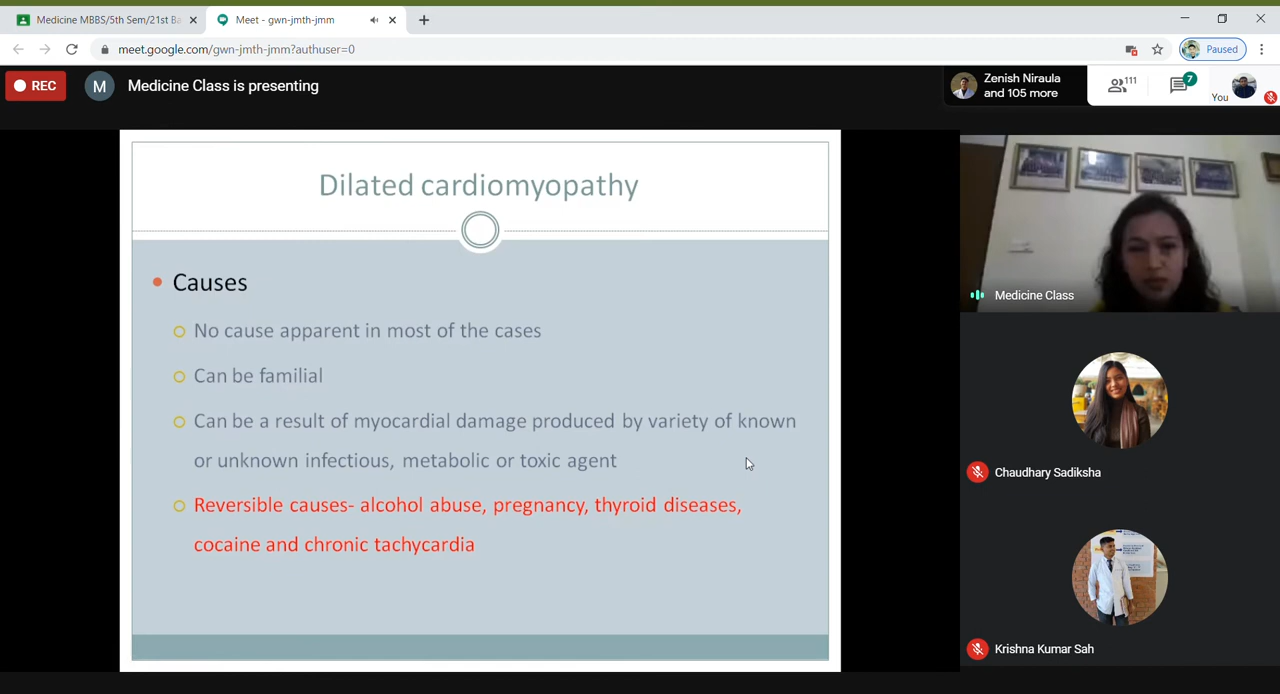 Medicine MBBS/5th Sem/21st Ba
Meet - gwn-jmth-jmm
meet.google.com/gwn-jmth-jmm?authuser=0
Paused
REC
M
Medicine Class is presenting
Zenish Niraula
and 105 more
111
7
You
Dilated cardiomyopathy
Causes
No cause apparent in most of the cases
Can be familial
Can be a result of myocardial damage produced by variety of known
or unknown infectious, metabolic or toxic agent
Reversible causes- alcohol abuse, pregnancy, thyroid diseases,
cocaine and chronic tachycardia
Medicine Class
Chaudhary Sadiksha
Krishna Kumar Sah